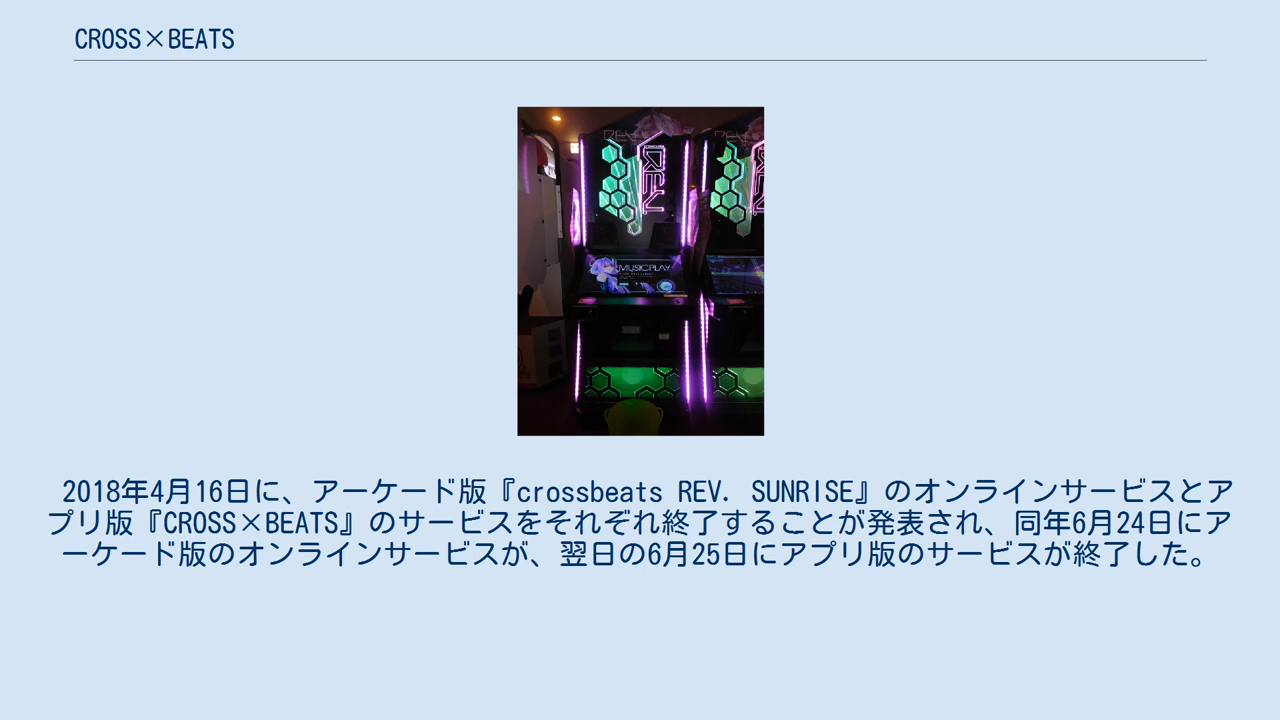 CROSS×BEATS
REV.
MUSICPLAY
2018年4月16日に、アーケード版『crossbeats REV. SUNRISE』のオンラインサービスとア
プリ版『CROSS×BEATS』のサービスをそれぞれ終了することが発表され、同年6月24日にア
ーケード版のオンラインサービスが、翌日の6月25日にアプリ版のサービスが終了した。